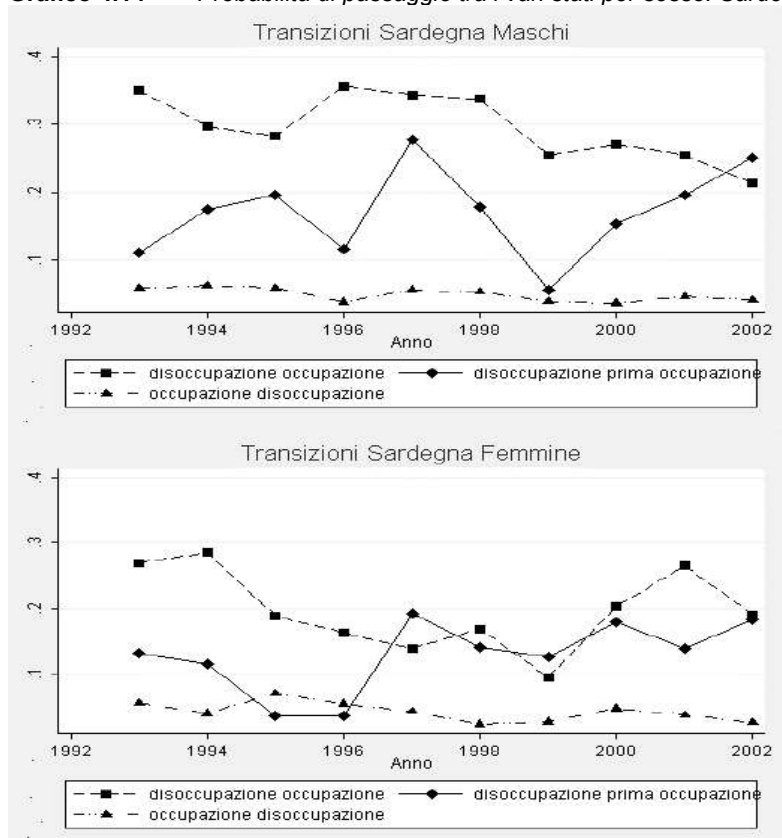 Probabilità di passaggio tra i vari stati per sesso.
Transizioni Sardegna Maschi
.4
.3
.2
.1
1992 1994 1996 1998 2000 2002
Anno
disoccupazione occupazione disoccupazione prima occupazione
occupazione disoccupazione
Transizioni Sardegna Femmine
.4
.3
.2
.1
1992 1994 1996 1998 2000 2002
Anno
disoccupazione occupazione disoccupazione prima occupazione
occupazione disoccupazione